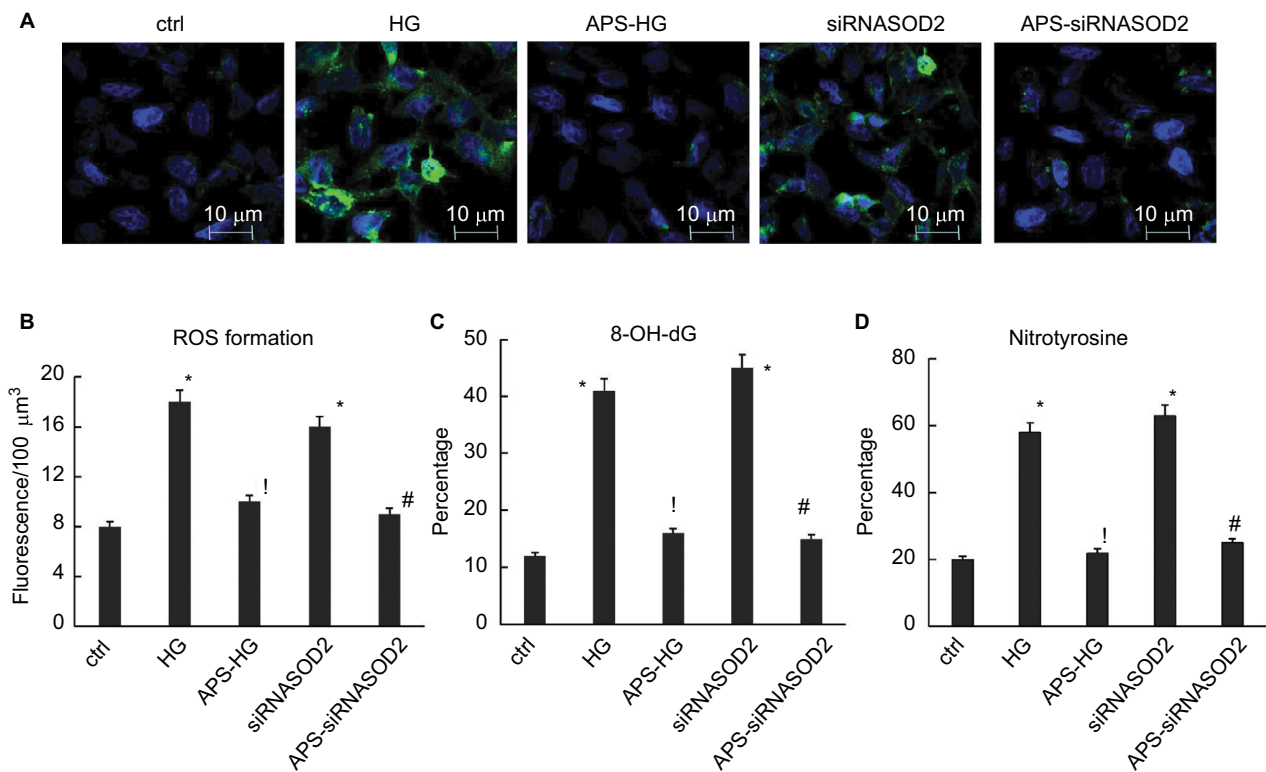 A
ctrl
HG
APS-HG
siRNASOD2
APS-siRNASOD2
10 μm
10 μm
10 μm
10 μm
10 μm
B
ROS formation
Fluorescence/100 μm³
20
16
12
8
4
0
*
!
*
#
ctrl
HG
APS-HG
siRNASOD2
APS-siRNASOD2
C
8-OH-dG
Percentage
50
40
30
20
10
0
*
!
*
#
ctrl
HG
APS-HG
siRNASOD2
APS-siRNASOD2
D
Nitrotyrosine
Percentage
80
60
40
20
0
*
!
*
#
ctrl
HG
APS-HG
siRNASOD2
APS-siRNASOD2